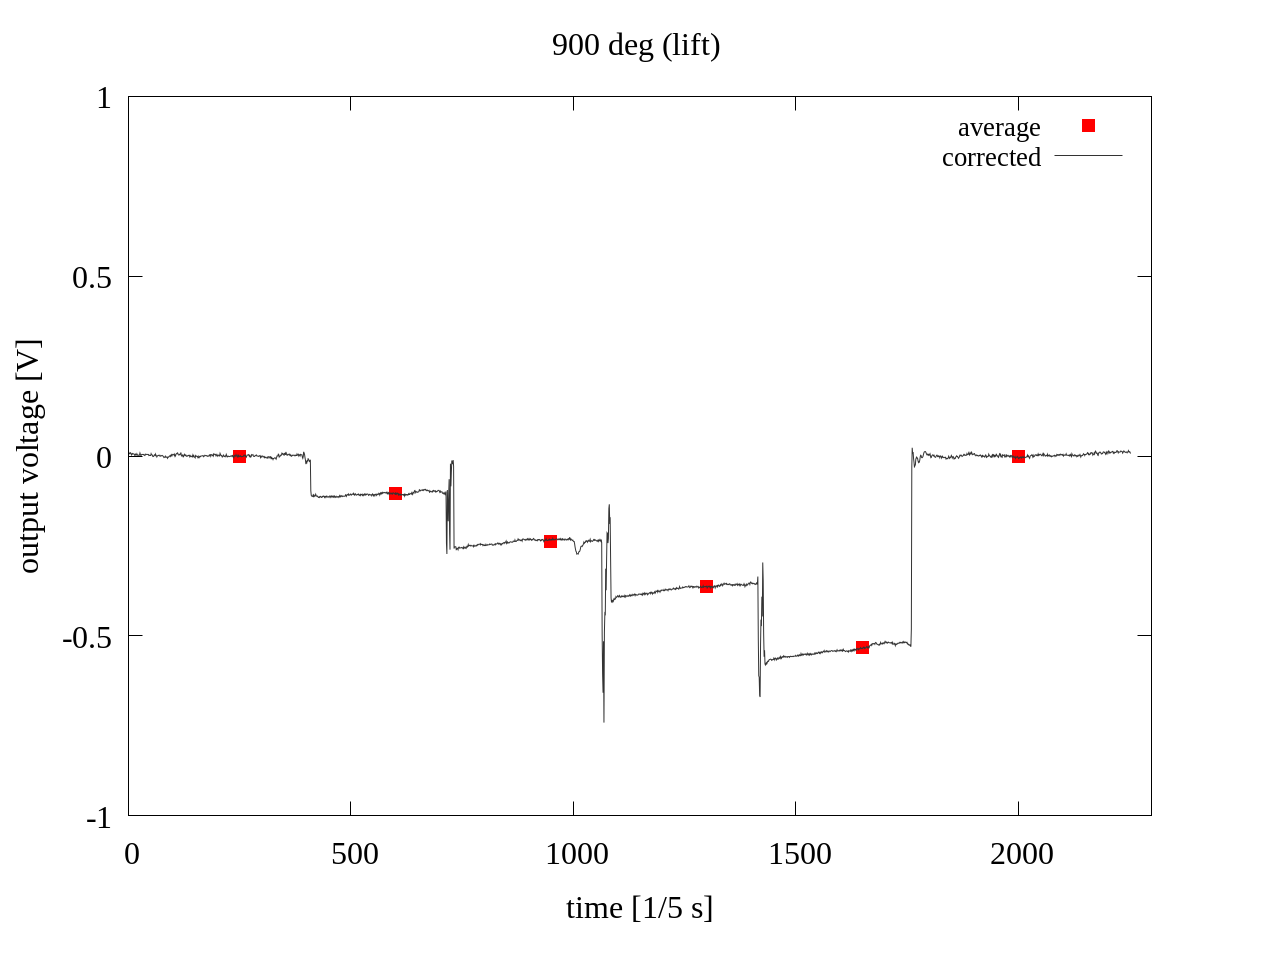 900 deg (lift)
average
corrected
1
0.5
0
-0.5
-1
output voltage [V]
0 500 1000 1500 2000
time [1/5 s]